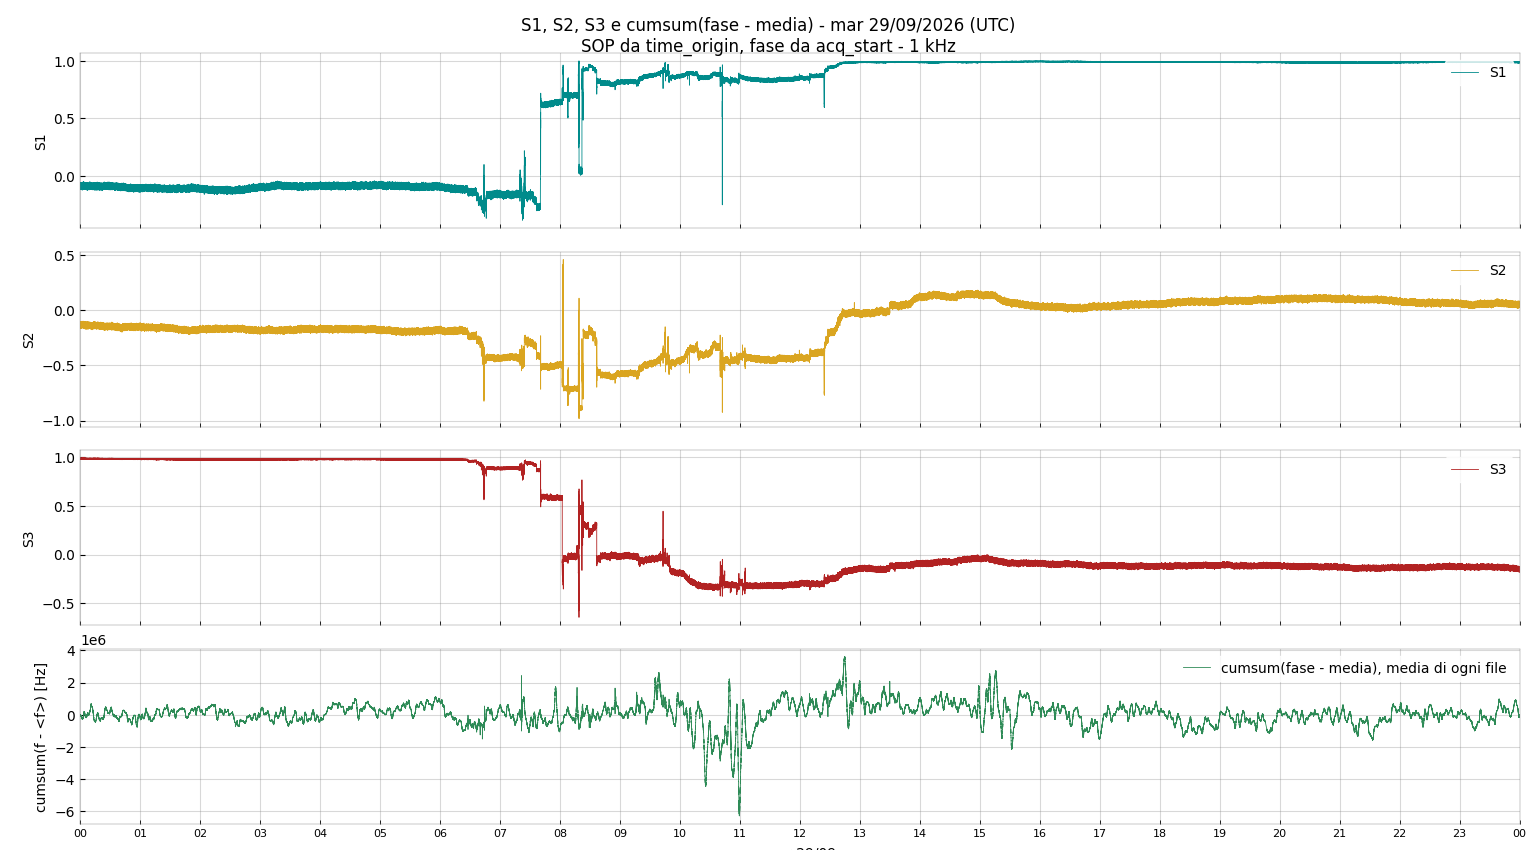 S1, S2, S3 e cumsum(fase - media) - mar 29/09/2026 (UTC)
SOP da time_origin, fase da acq_start - 1 kHz
1.0
0.5
0.0
S1
S1
0.5
0.0
−0.5
−1.0
S2
S2
1.0
0.5
0.0
−0.5
S3
S3
1e6
4
2
0
−2
−4
−6
cumsum(f - <f>) [Hz]
cumsum(fase - media), media di ogni file
00 01 02 03 04 05 06 07 08 09 10 11 12 13 14 15 16 17 18 19 20 21 22 23 00